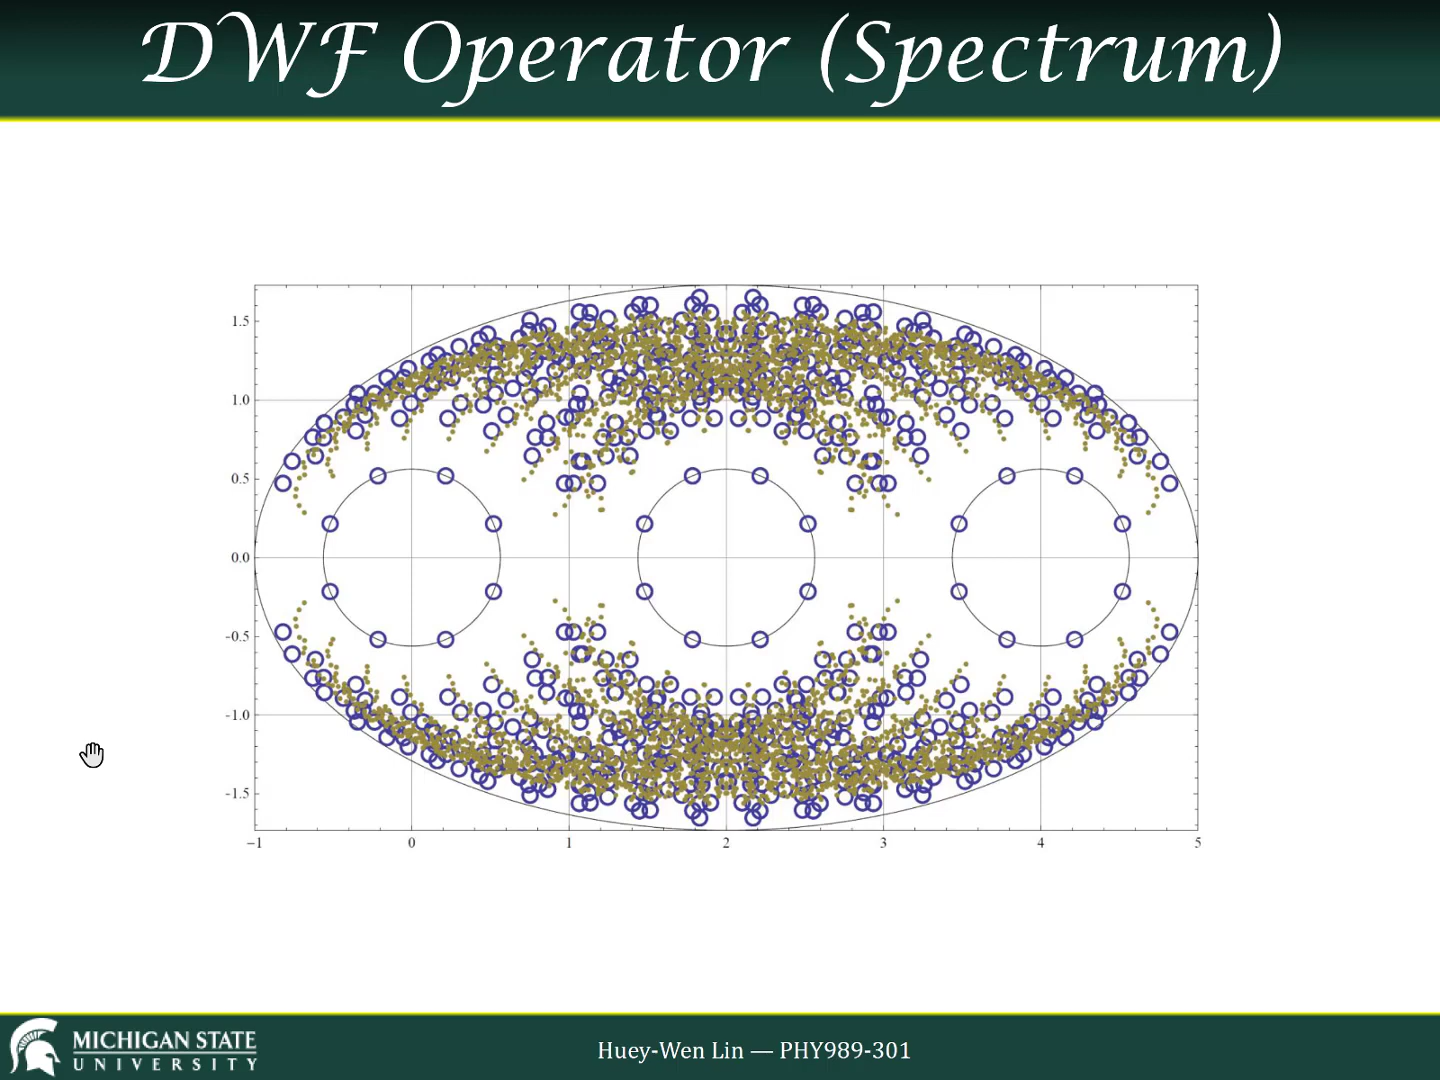 DWF Operator (Spectrum)
1.5
1.0
0.5
0.0
-0.5
-1.0
-1.5
-1 0 1 2 3 4 5
MICHIGAN STATE
UNIVERSITY
Huey-Wen Lin — PHY989-301